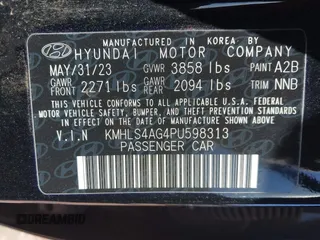 MANUFACTURED IN KOREA BY
HYUNDAI MOTOR COMPANY
MAY/31/23 GVWR 3858 lbs PAINT A2B
GAWR FRONT 2271 lbs GAWR REAR 2094 lbs TRIM NNB
THIS VEHICLE CONFORMS TO ALL APPLICABLE U.S.A. FEDERAL
MOTOR VEHICLE SAFETY, BUMPER, AND THEFT PREVENTION
STANDARDS IN EFFECT ON THE DATE OF MANUFACTURE SHOWN ABOVE.
V.I.N KMHLS4AG4PU598313
PASSENGER CAR
DREAMBID